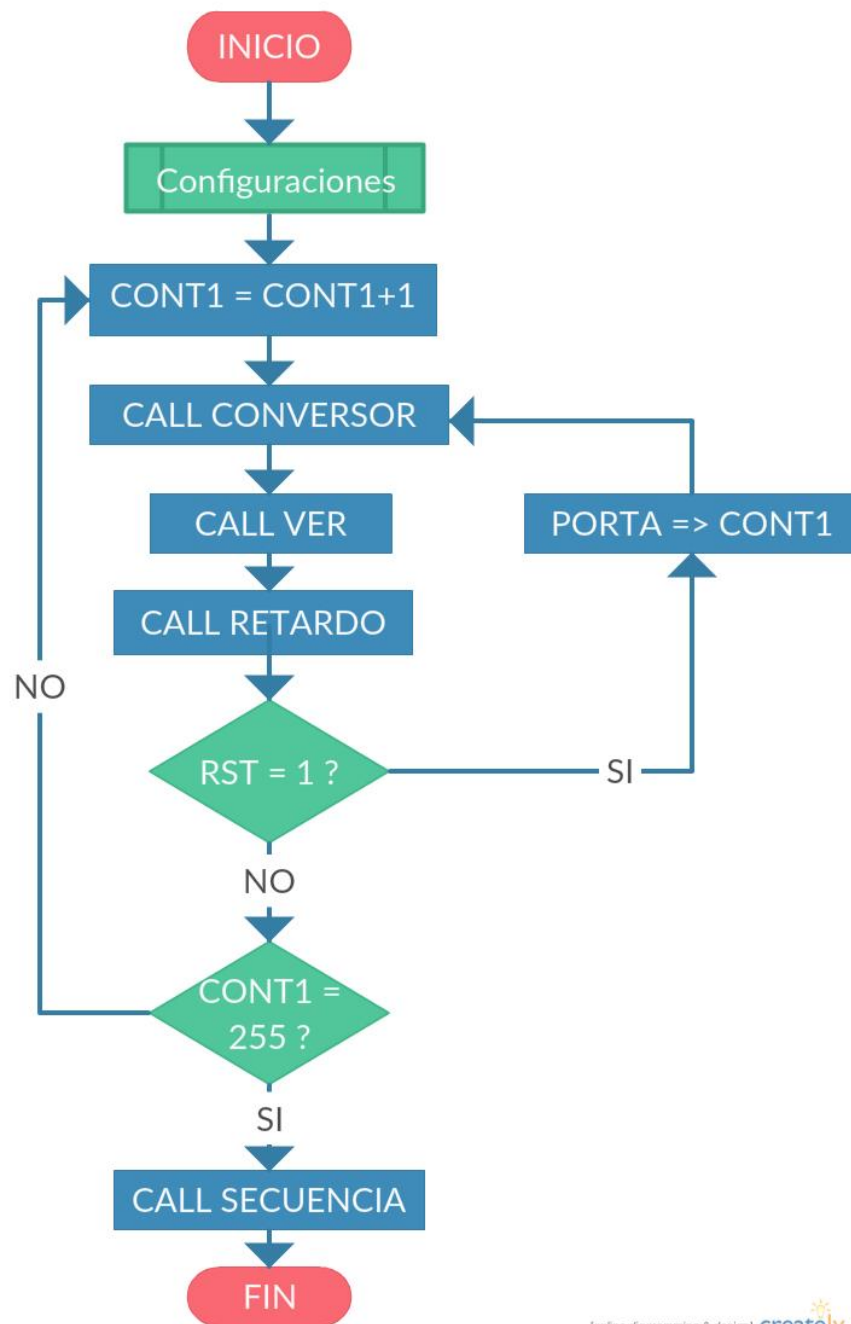 INICIO
Configuraciones
CONT1 = CONT1+1
CALL CONVERSOR
CALL VER
PORTA => CONT1
CALL RETARDO
NO
RST = 1 ?
SI
NO
CONT1 =
255 ?
SI
CALL SECUENCIA
FIN
creately